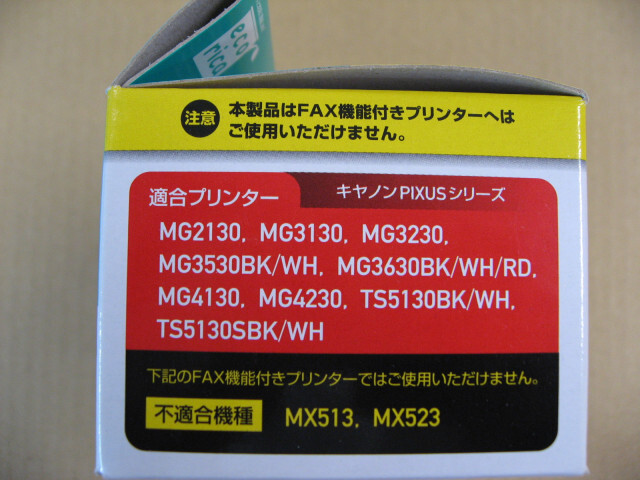 eco
rico
注意
本製品はFAX機能付きプリンターへは
ご使用いただけません。
適合プリンター
キヤノンPIXUSシリーズ
MG2130, MG3130, MG3230,
MG3530BK/WH, MG3630BK/WH/RD,
MG4130, MG4230, TS5130BK/WH,
TS5130SBK/WH
下記のFAX機能付きプリンターではご使用いただけません。
不適合機種
MX513, MX523